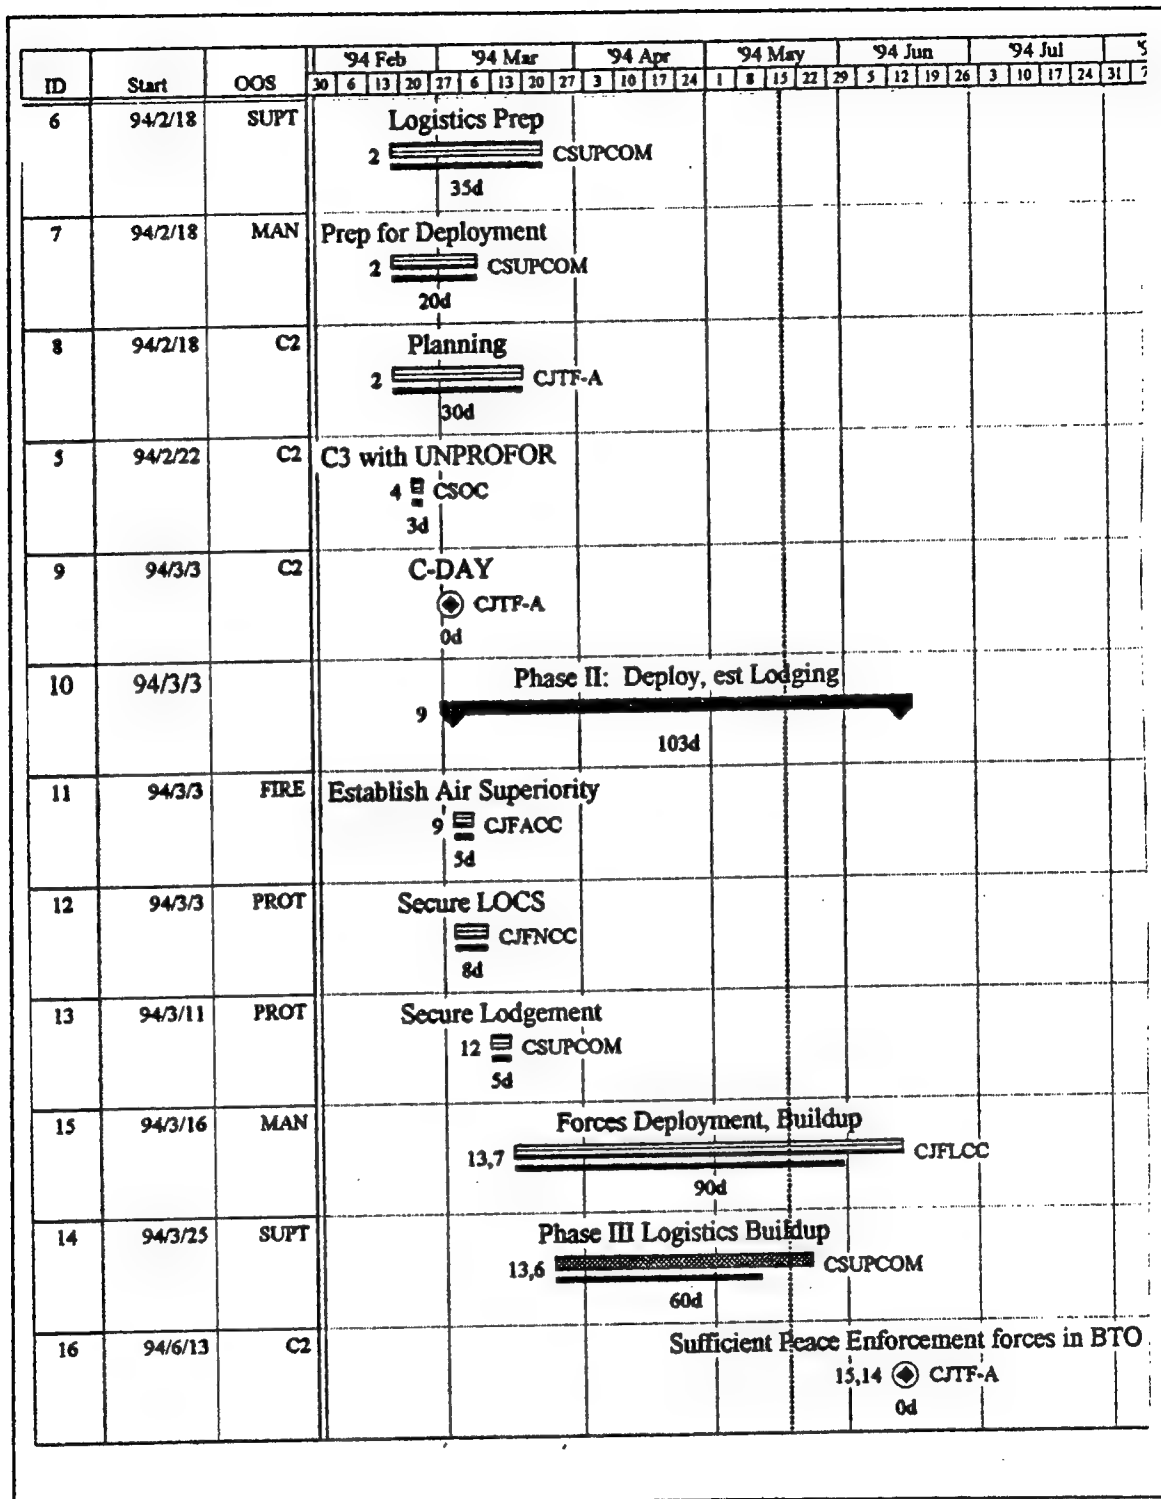 '94 Feb '94 Mar '94 Apr '94 May '94 Jun '94 Jul
ID Start OOS 30 6 13 20 27 6 13 20 27 3 10 17 24 1 8 15 22 29 5 12 19 26 3 10 17 24 31 7
6 94/2/18 SUPT Logistics Prep
2 CSUPCOM
35d
7 94/2/18 MAN Prep for Deployment
2 CSUPCOM
20d
8 94/2/18 C2 Planning
2 CJTF-A
30d
5 94/2/22 C2 C3 with UNPROFOR
4 CSOC
3d
9 94/3/3 C2 C-DAY
CJTF-A
0d
10 94/3/3 Phase II: Deploy, est Lodging
9
103d
11 94/3/3 FIRE Establish Air Superiority
9 CJFACC
5d
12 94/3/3 PROT Secure LOCS
CJFNCC
8d
13 94/3/11 PROT Secure Lodgement
12 CSUPCOM
5d
15 94/3/16 MAN Forces Deployment, Buildup
13,7 CJFLCC
90d
14 94/3/25 SUPT Phase III Logistics Buildup
13,6 CSUPCOM
60d
16 94/6/13 C2 Sufficient Peace Enforcement forces in BTO
15,14 CJTF-A
0d